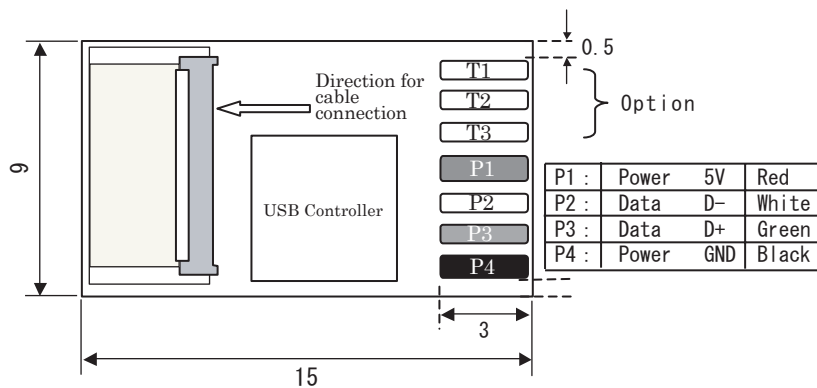 0.5
T1
Direction for
cable
connection
T2
Option
T3
9
P1
P1 : Power 5V Red
USB Controller
P2
P2 : Data D- White
P3
P3 : Data D+ Green
P4
P4 : Power GND Black
3
15